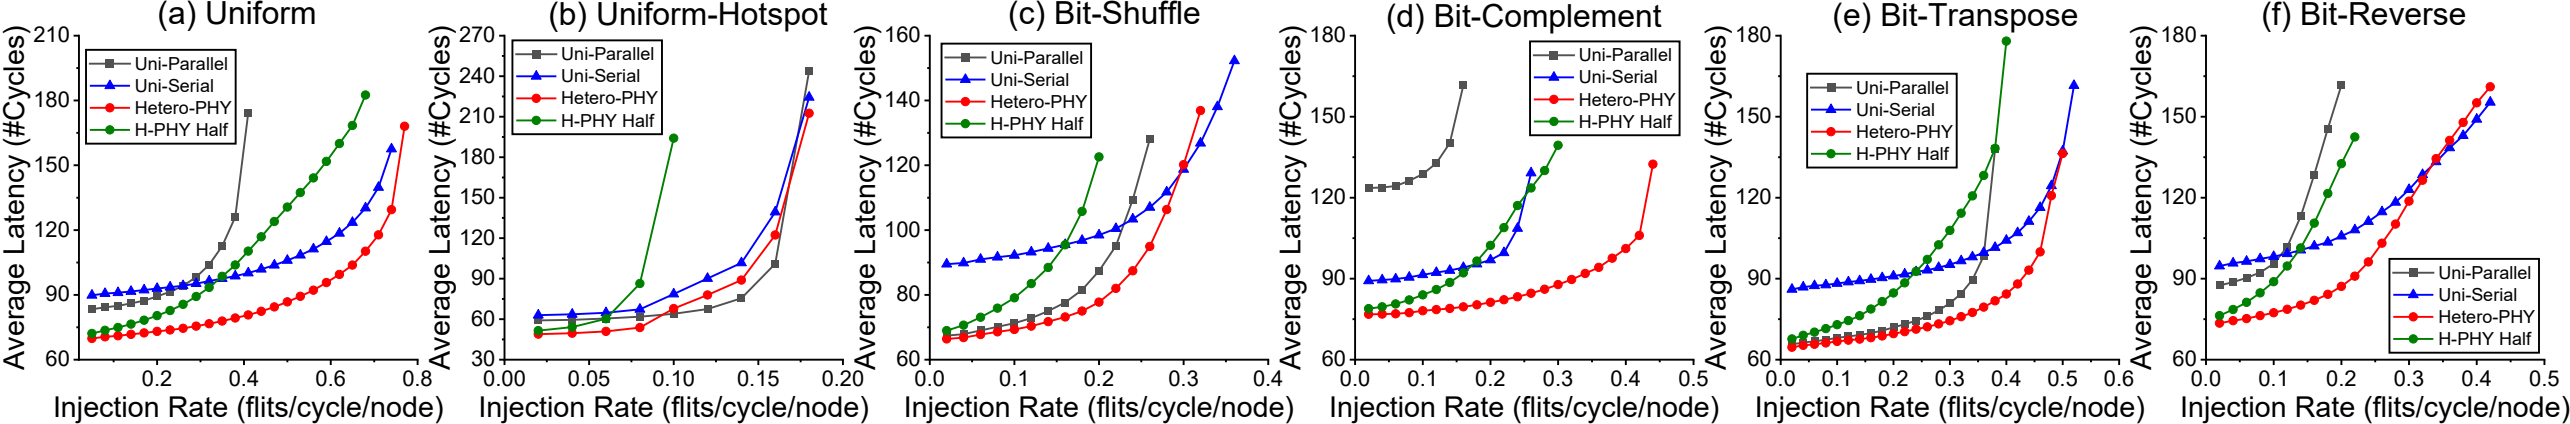 (a) Uniform
Average Latency (#Cycles)
210
180
150
120
90
60
Uni-Parallel
Uni-Serial
Hetero-PHY
H-PHY Half
0.2 0.4 0.6 0.8
Injection Rate (flits/cycle/node)
(b) Uniform-Hotspot
Average Latency (#Cycles)
270
240
210
180
150
120
90
60
30
Uni-Parallel
Uni-Serial
Hetero-PHY
H-PHY Half
0.00 0.05 0.10 0.15 0.20
Injection Rate (flits/cycle/node)
(c) Bit-Shuffle
Average Latency (#Cycles)
160
140
120
100
80
60
Uni-Parallel
Uni-Serial
Hetero-PHY
H-PHY Half
0.0 0.1 0.2 0.3 0.4
Injection Rate (flits/cycle/node)
(d) Bit-Complement
Average Latency (#Cycles)
180
150
120
90
60
Uni-Parallel
Uni-Serial
Hetero-PHY
H-PHY Half
0.0 0.1 0.2 0.3 0.4 0.5
Injection Rate (flits/cycle/node)
(e) Bit-Transpose
Average Latency (#Cycles)
180
150
120
90
60
Uni-Parallel
Uni-Serial
Hetero-PHY
H-PHY Half
0.0 0.1 0.2 0.3 0.4 0.5 0.6
Injection Rate (flits/cycle/node)
(f) Bit-Reverse
Average Latency (#Cycles)
180
150
120
90
60
Uni-Parallel
Uni-Serial
Hetero-PHY
H-PHY Half
0.0 0.1 0.2 0.3 0.4 0.5
Injection Rate (flits/cycle/node)